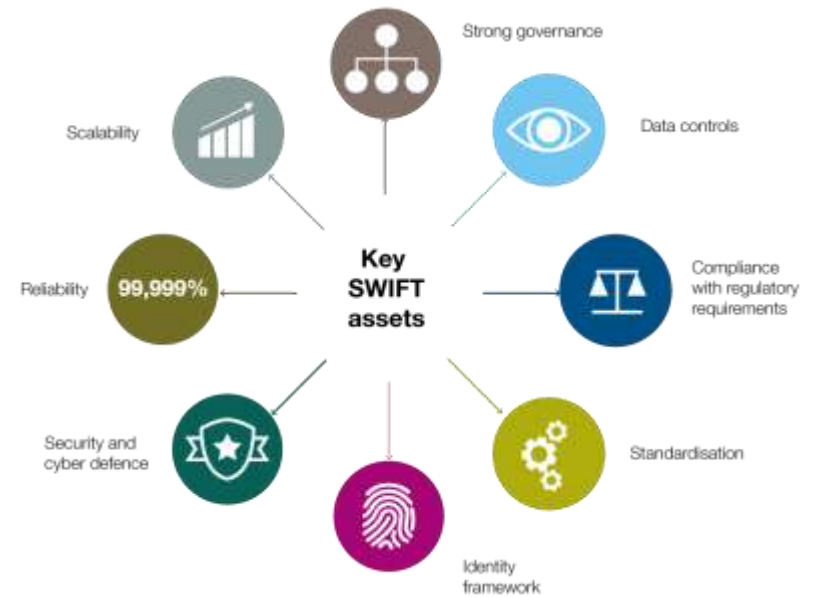 Strong governance
Data controls
Scalability
Key
SWIFT
assets
Compliance
with regulatory
requirements
Reliability
99,999%
Security and
cyber defence
Standardisation
Identity
framework